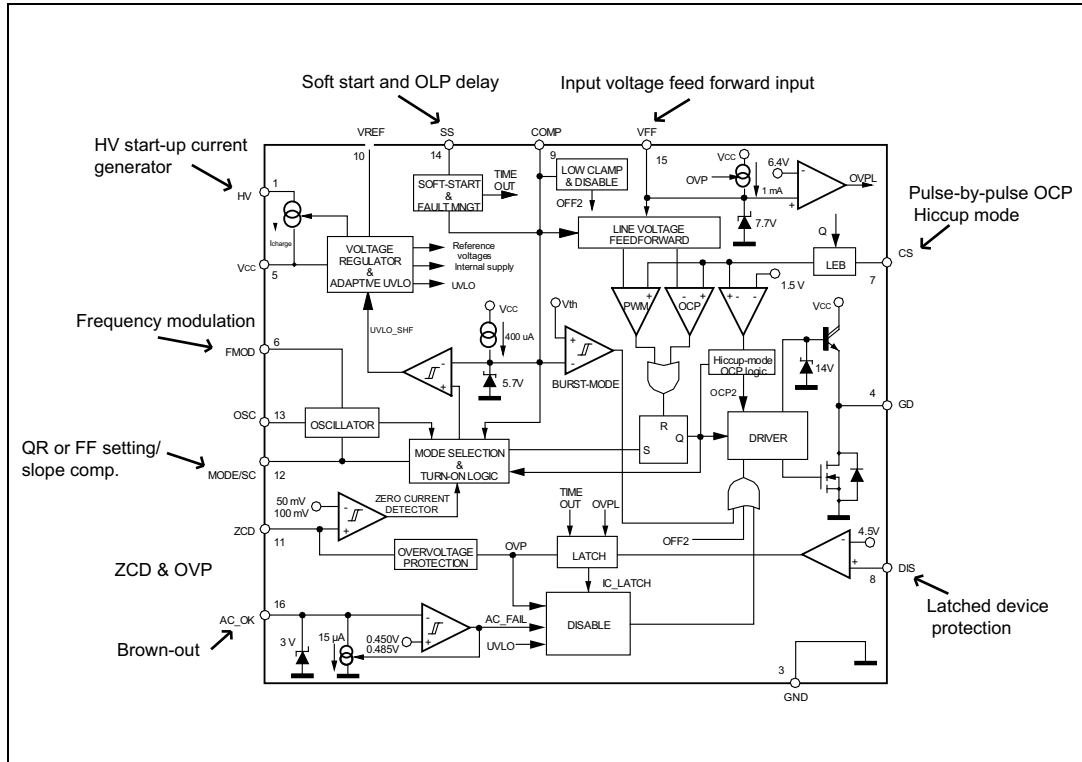 Soft start and OLP delay
Input voltage feed forward input
HV start-up current
generator
Pulse-by-pulse OCP
Hiccup mode
Frequency modulation
QR or FF setting/
slope comp.
ZCD & OVP
Brown-out
Latched device
protection
VREF
10
SS
14
COMP
9
VFF
15
1
HV
Icharge
VCC
5
SOFT-START
&
FAULT MNGT
TIME
OUT
LOW CLAMP
& DISABLE
OFF2
VCC
OVP
1 mA
6.4V
-
+
OVPL
7.7V
LINE VOLTAGE
FEEDFORWARD
Q
LEB
CS
7
VOLTAGE
REGULATOR
&
ADAPTIVE UVLO
Reference
voltages
Internal supply
UVLO
UVLO_SHF
VCC
400 uA
5.7V
-
+
Vth
+
-
BURST-MODE
-
+
PWM
-
+
OCP
+
-
1.5 V
Hiccup-mode
OCP logic
OCP2
VCC
14V
4
GD
6
FMOD
OSC
13
OSCILLATOR
MODE/SC
12
MODE SELECTION
&
TURN-ON LOGIC
R
S
Q
DRIVER
50 mV
100 mV
-
+
ZERO CURRENT
DETECTOR
ZCD
11
OVERVOLTAGE
PROTECTION
OVP
TIME
OUT
OVPL
LATCH
IC_LATCH
OFF2
4.5V
-
+
DIS
8
16
AC_OK
3 V
15 µA
0.450V
0.485V
-
+
AC_FAIL
UVLO
DISABLE
3
GND